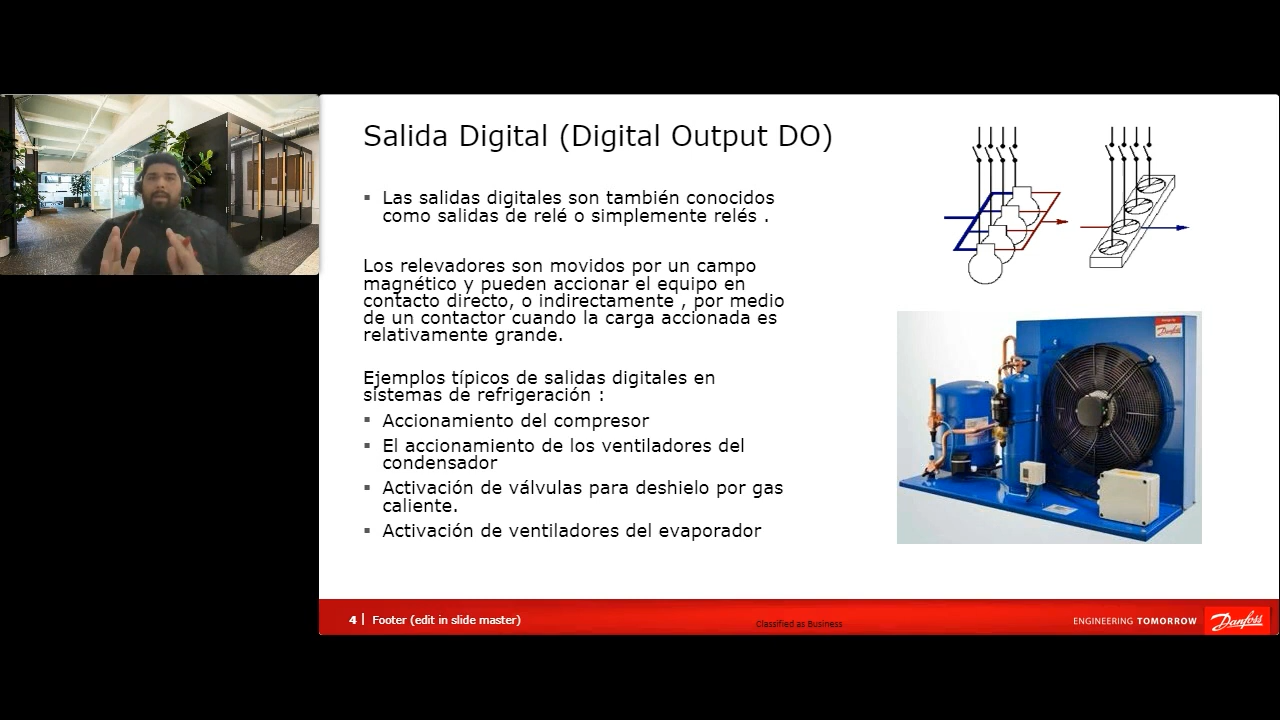 Salida Digital (Digital Output DO)
▪ Las salidas digitales son también conocidos
como salidas de relé o simplemente relés .
Los relevadores son movidos por un campo
magnético y pueden accionar el equipo en
contacto directo, o indirectamente , por medio
de un contactor cuando la carga accionada es
relativamente grande.
Ejemplos típicos de salidas digitales en
sistemas de refrigeración :
▪ Accionamiento del compresor
▪ El accionamiento de los ventiladores del
condensador
▪ Activación de válvulas para deshielo por gas
caliente.
▪ Activación de ventiladores del evaporador
Danfoss
4 | Footer (edit in slide master)
Classified as Business
ENGINEERING TOMORROW
Danfoss